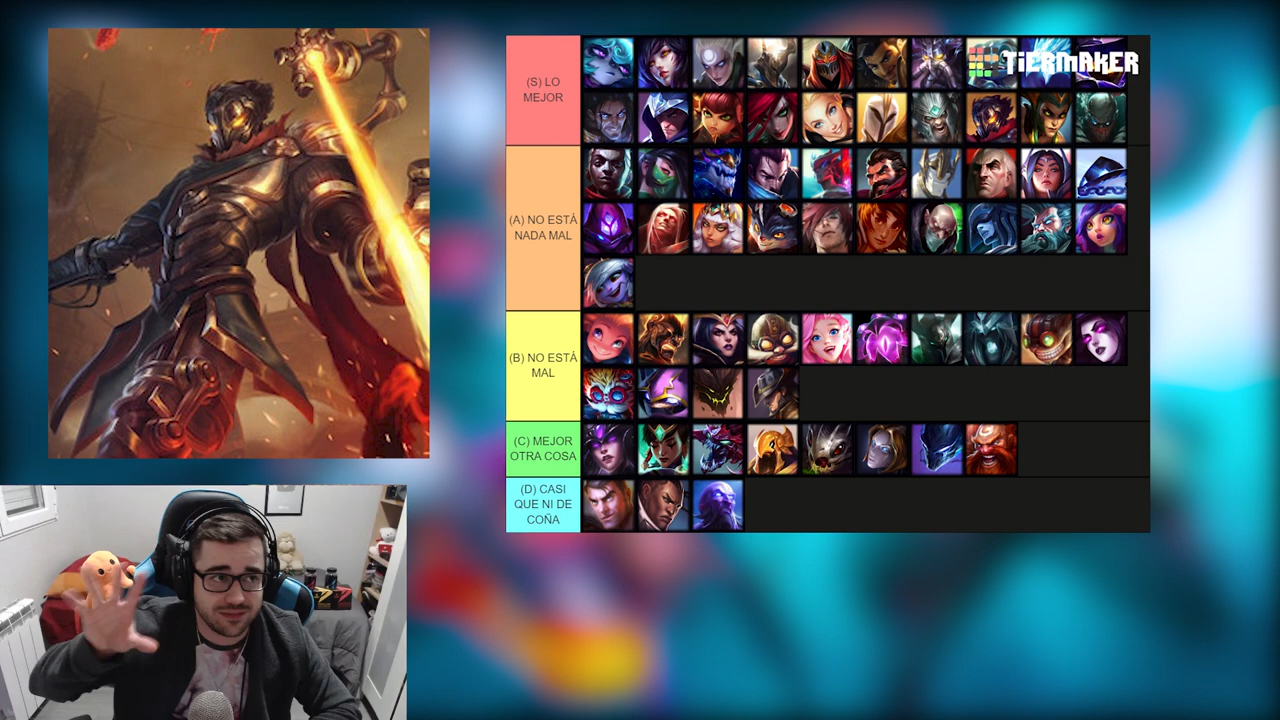 TiERMAKER
(S) LO
MEJOR
(A) NO ESTÁ
NADA MAL
(B) NO ESTÁ
MAL
(C) MEJOR
OTRA COSA
(D) CASI
QUE NI DE
COÑA